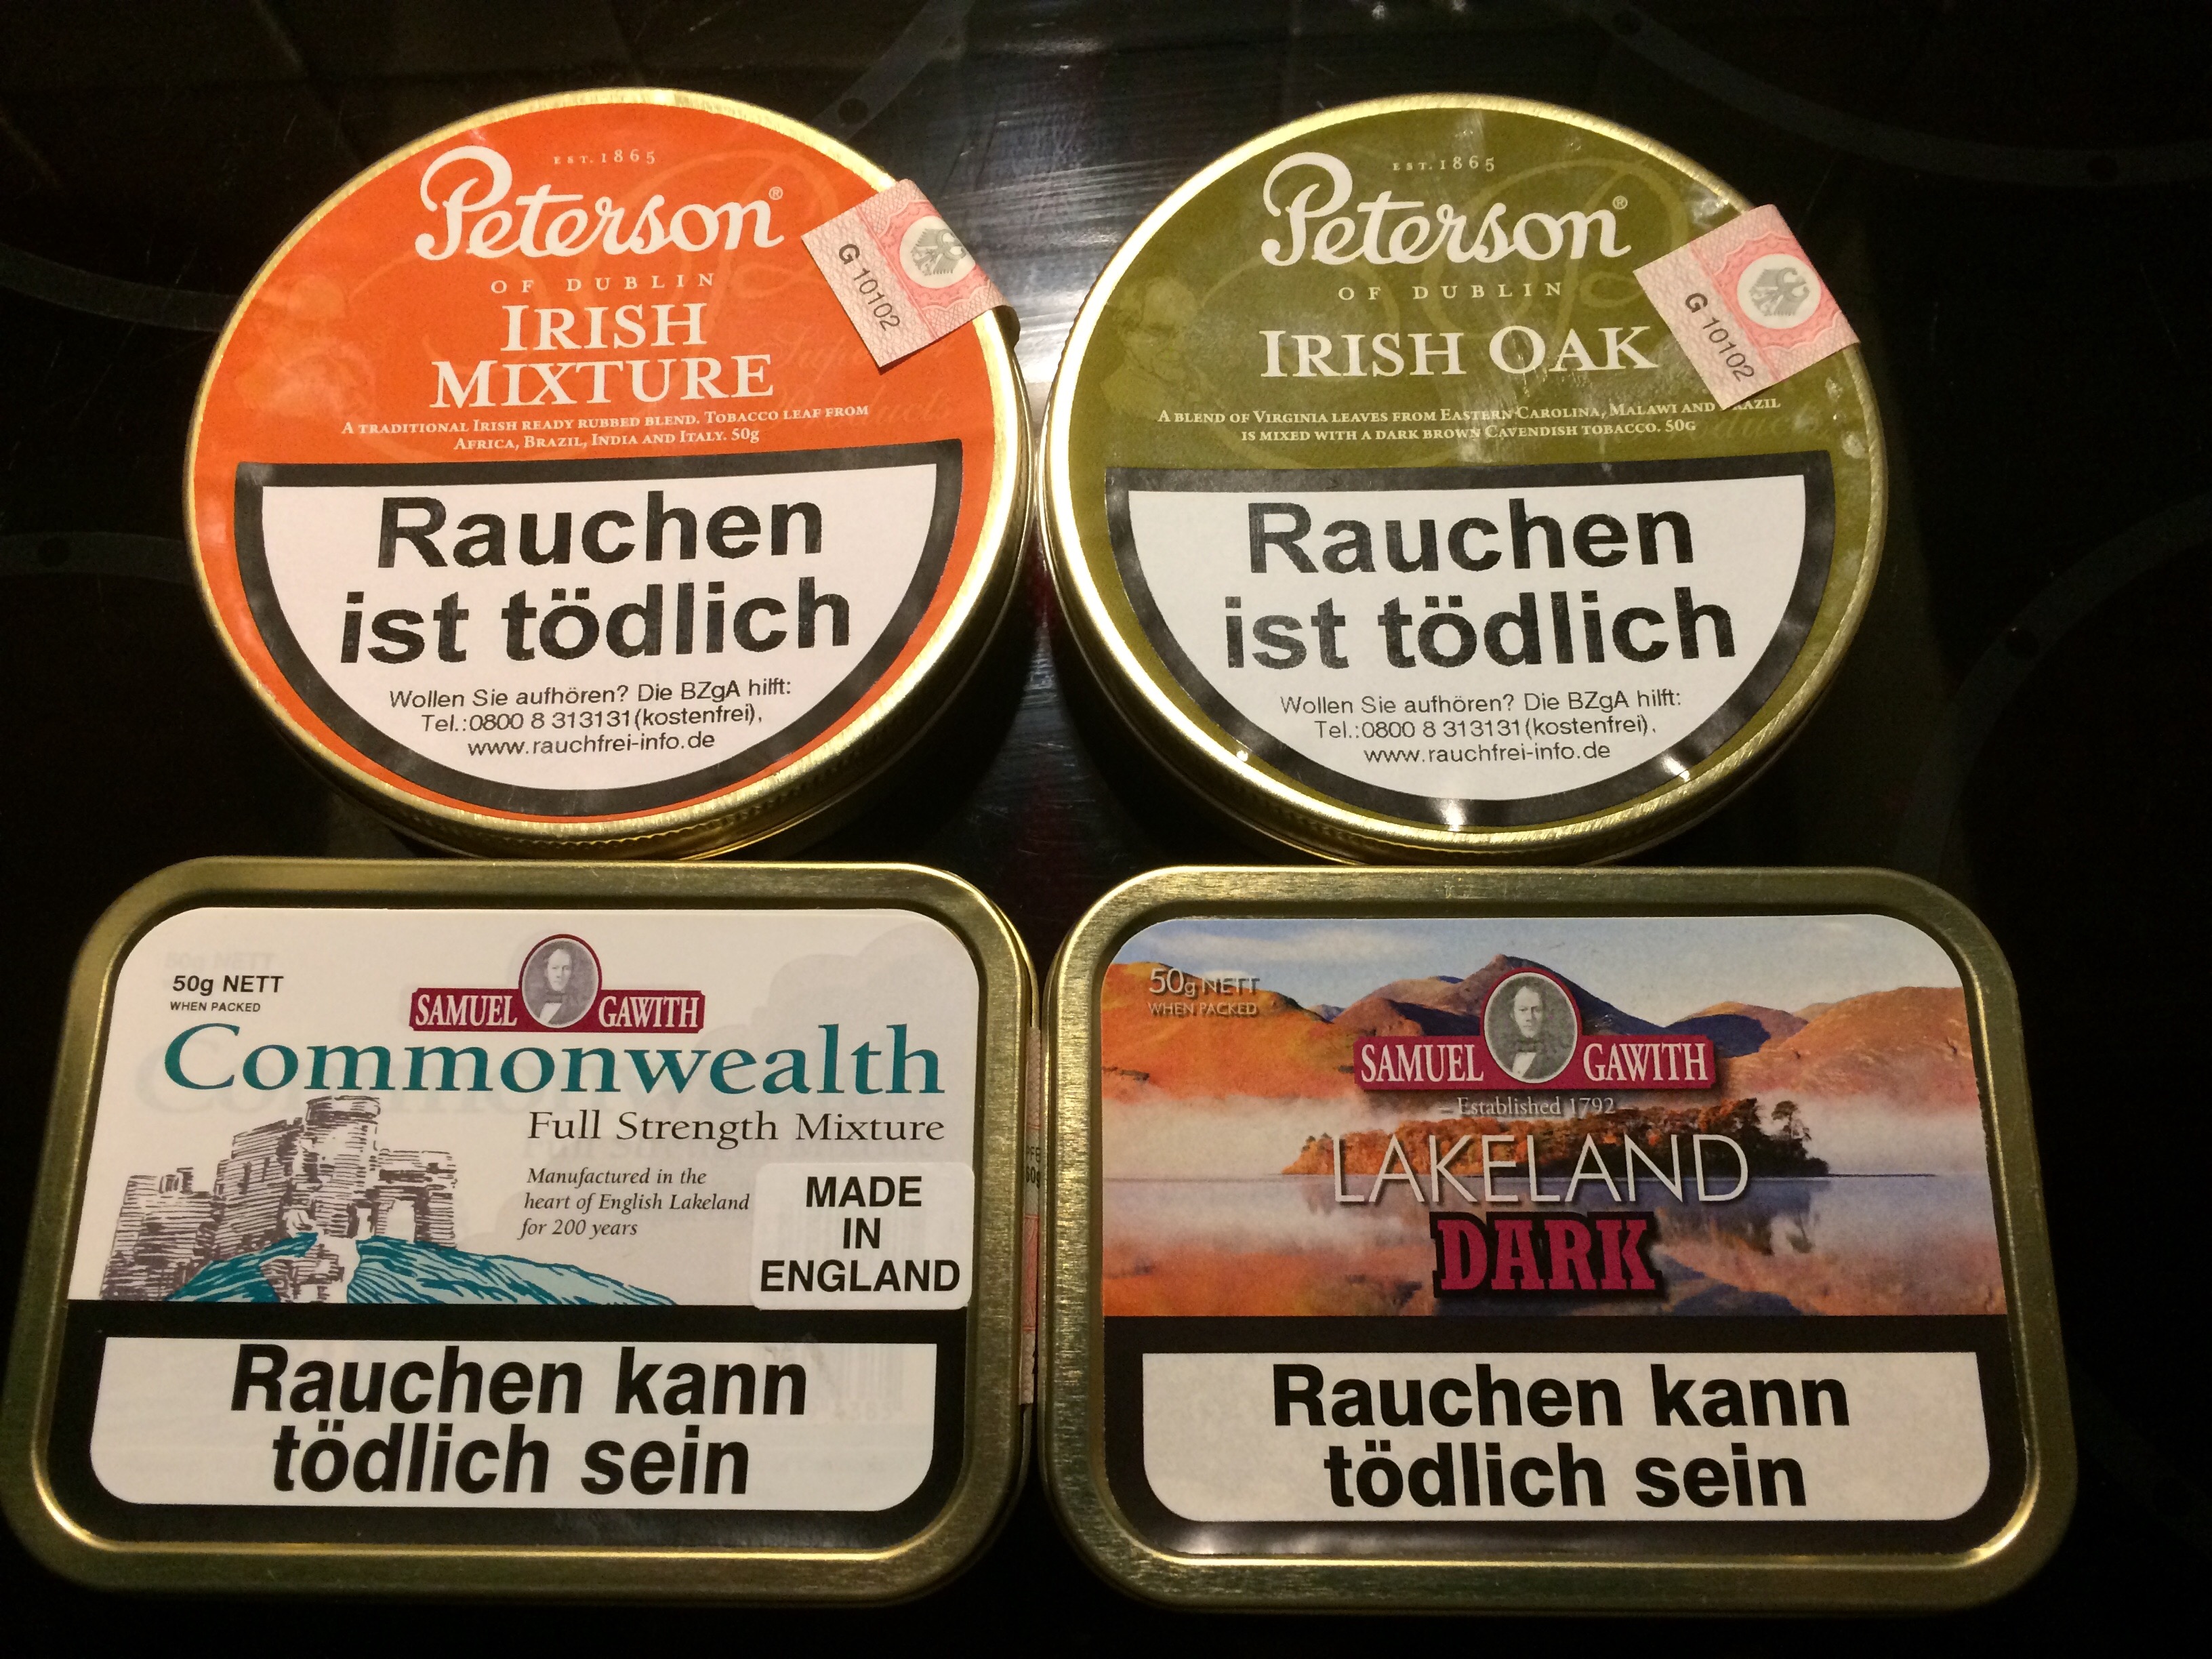 EST. 1865
Peterson®
OF DUBLIN
IRISH
MIXTURE
A TRADITIONAL IRISH READY RUBBED BLEND. TOBACCO LEAF FROM
AFRICA, BRAZIL, INDIA AND ITALY. 50g
G 10102
Rauchen
ist tödlich
Wollen Sie aufhören? Die BZgA hilft:
Tel.:0800 8 313131(kostenfrei),
www.rauchfrei-info.de
EST. 1865
Peterson®
OF DUBLIN
IRISH OAK
A BLEND OF VIRGINIA LEAVES FROM EASTERN CAROLINA, MALAWI AND BRAZIL
IS MIXED WITH A DARK BROWN CAVENDISH TOBACCO. 50G
G 10102
Rauchen
ist tödlich
Wollen Sie aufhören? Die BZgA hilft:
Tel.:0800 8 313131(kostenfrei),
www.rauchfrei-info.de
50g NETT
WHEN PACKED
SAMUEL GAWITH
Commonwealth
Full Strength Mixture
Manufactured in the
heart of English Lakeland
for 200 years
MADE
IN
ENGLAND
Rauchen kann
tödlich sein
50g NETT
WHEN PACKED
SAMUEL GAWITH
Established 1792
LAKELAND
DARK
Rauchen kann
tödlich sein